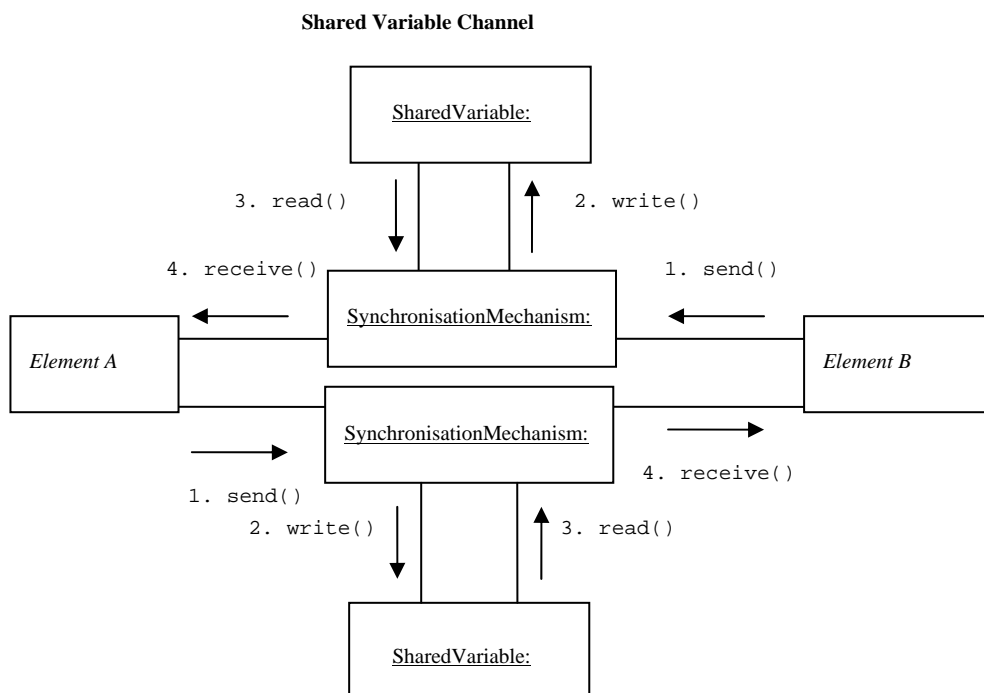 Shared Variable Channel
SharedVariable:
3. read()
2. write()
4. receive()
1. send()
SynchronisationMechanism:
Element A
Element B
SynchronisationMechanism:
4. receive()
1. send()
2. write()
3. read()
SharedVariable: